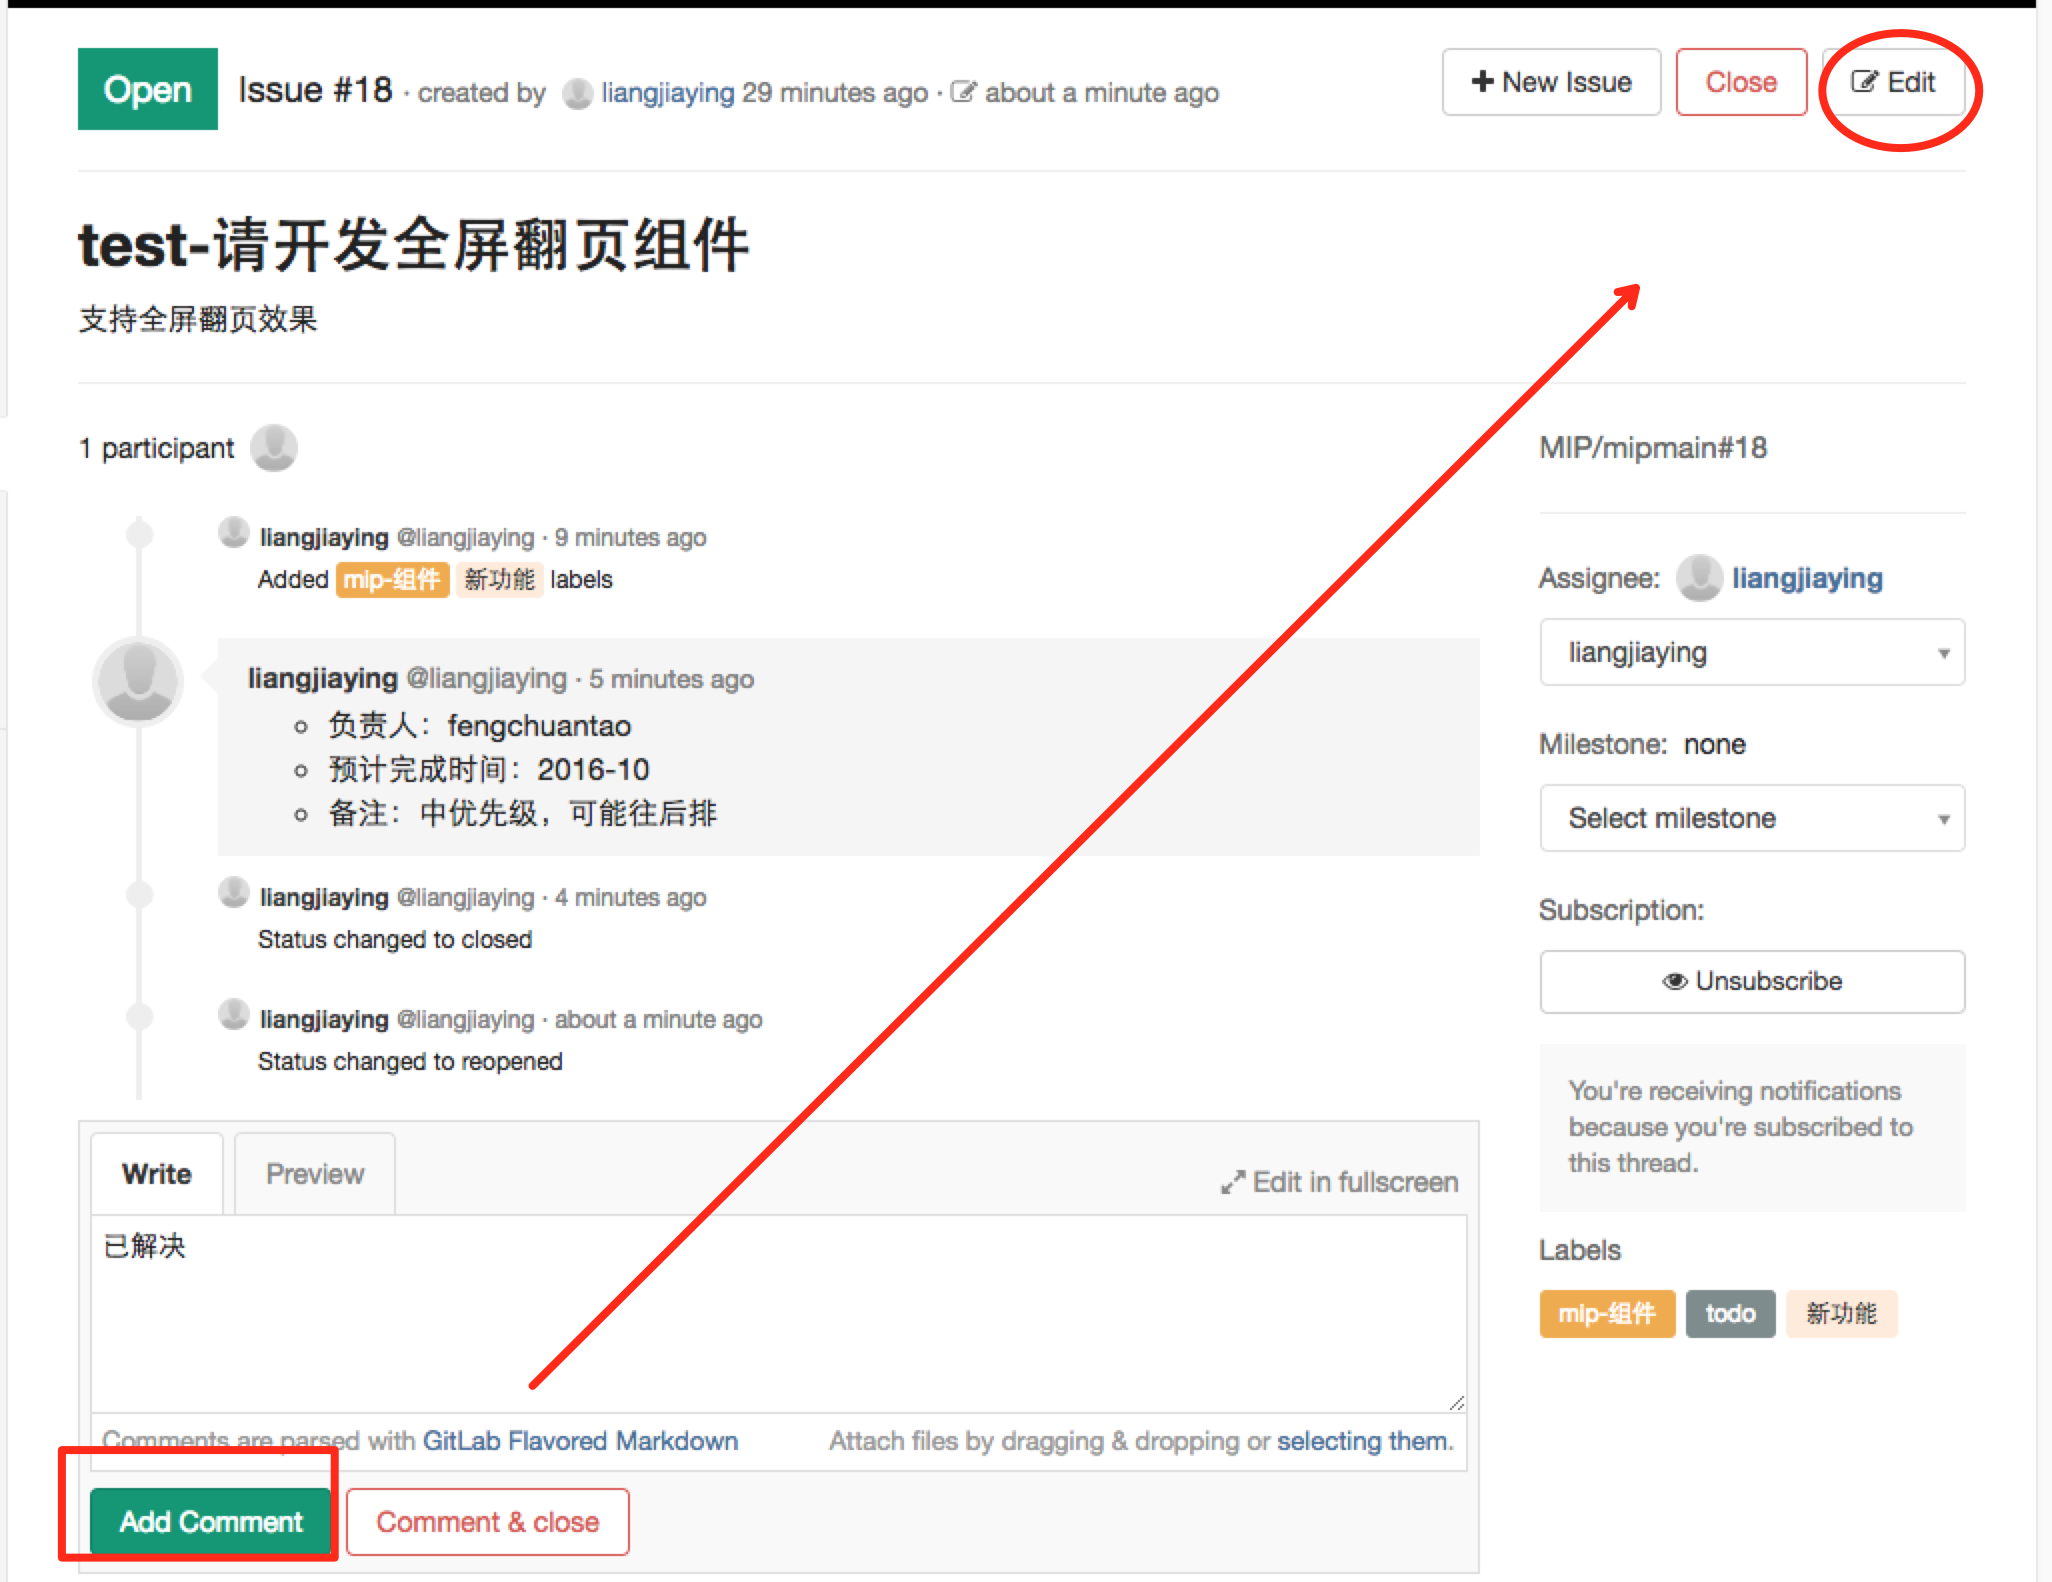 Open Issue #18 · created by liangjiaying 29 minutes ago · about a minute ago
New Issue Close Edit
test-请开发全屏翻页组件
支持全屏翻页效果
1 participant
liangjiaying @liangjiaying · 9 minutes ago
Added mip-组件 新功能 labels
liangjiaying @liangjiaying · 5 minutes ago
负责人：fengchuantao
预计完成时间：2016-10
备注：中优先级，可能往后排
liangjiaying @liangjiaying · 4 minutes ago
Status changed to closed
liangjiaying @liangjiaying · about a minute ago
Status changed to reopened
Write Preview Edit in fullscreen
已解决
Comments are parsed with GitLab Flavored Markdown Attach files by dragging & dropping or selecting them.
Add Comment Comment & close
MIP/mipmain#18
Assignee: liangjiaying
liangjiaying
Milestone: none
Select milestone
Subscription:
Unsubscribe
You're receiving notifications
because you're subscribed to
this thread.
Labels
mip-组件 todo 新功能